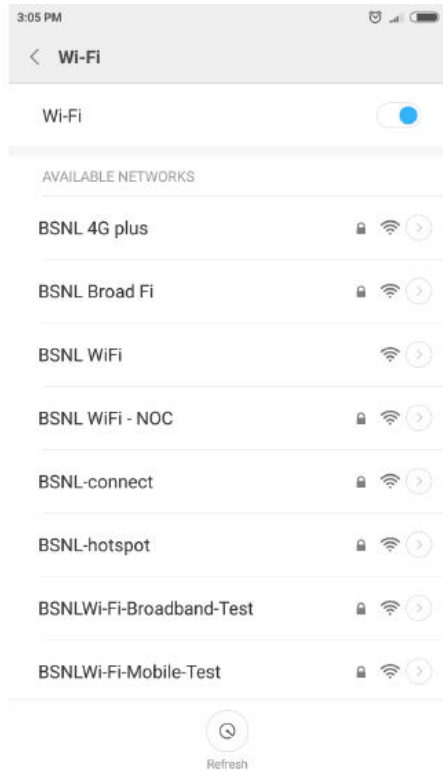 3:05 PM
Wi-Fi
Wi-Fi
AVAILABLE NETWORKS
BSNL 4G plus
BSNL Broad Fi
BSNL WiFi
BSNL WiFi - NOC
BSNL-connect
BSNL-hotspot
BSNLWi-Fi-Broadband-Test
BSNLWi-Fi-Mobile-Test
Refresh